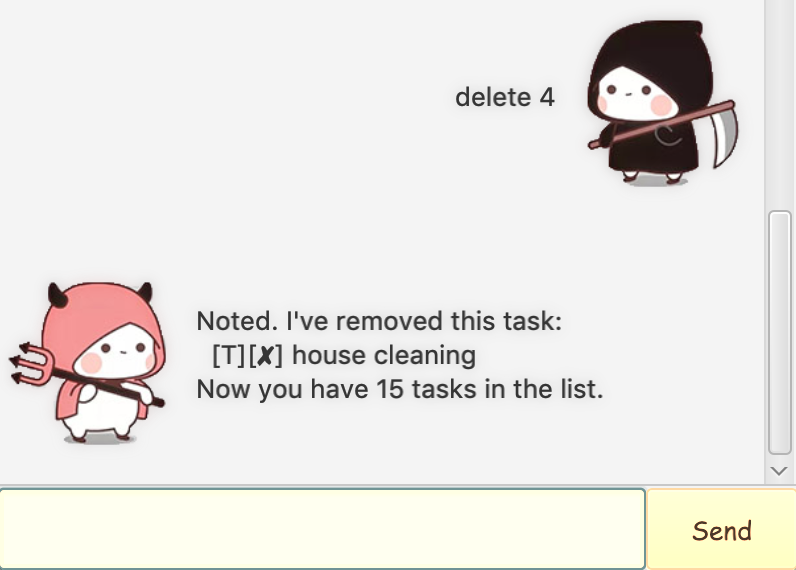 delete 4
Noted. I've removed this task:
[T][✘] house cleaning
Now you have 15 tasks in the list.
Send